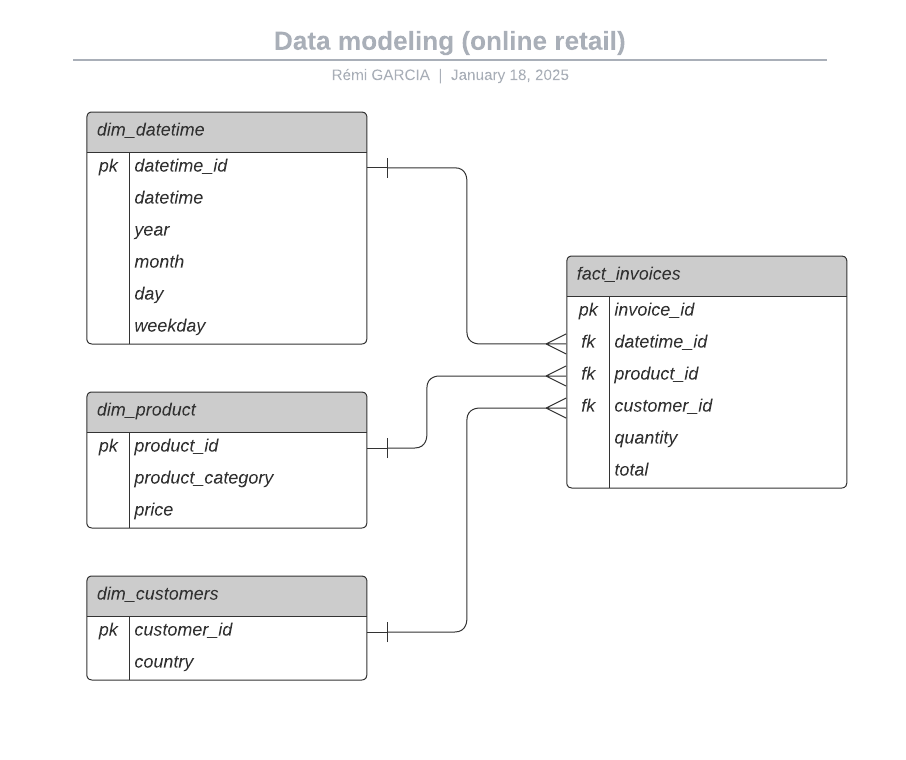 Data modeling (online retail)
Rémi GARCIA | January 18, 2025
dim_datetime
pk datetime_id
datetime
year
month
day
weekday
dim_product
pk product_id
product_category
price
dim_customers
pk customer_id
country
fact_invoices
pk invoice_id
fk datetime_id
fk product_id
fk customer_id
quantity
total